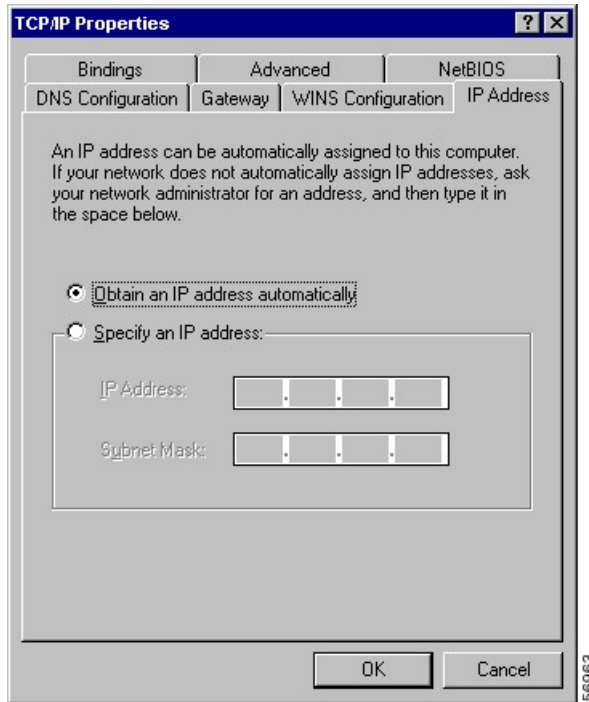 TCP/IP Properties
? X
Bindings Advanced NetBIOS
DNS Configuration Gateway WINS Configuration IP Address
An IP address can be automatically assigned to this computer.
If your network does not automatically assign IP addresses, ask
your network administrator for an address, and then type it in
the space below.
Obtain an IP address automatically
Specify an IP address:
IP Address:
. . .
Subnet Mask:
. . .
OK Cancel
56963